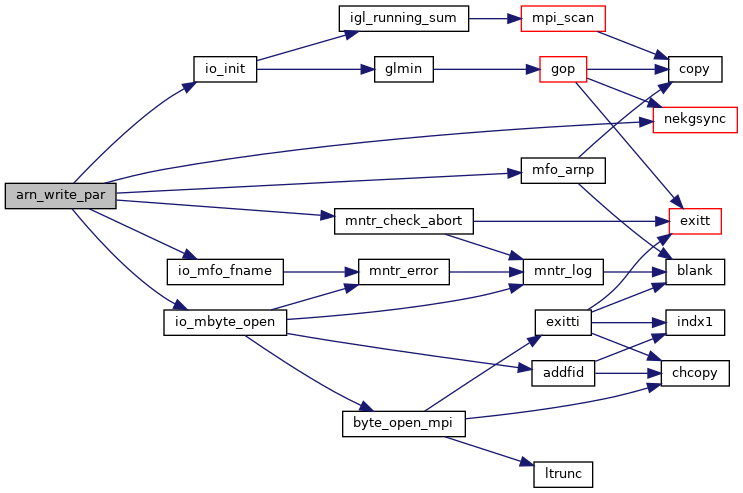 igl_running_sum
mpi_scan
io_init
glmin
gop
copy
nekgsync
mfo_arnp
arn_write_par
mntr_check_abort
exitt
io_mfo_fname
mntr_error
mntr_log
blank
io_mbyte_open
exitti
indx1
addfid
chcopy
byte_open_mpi
ltrunc